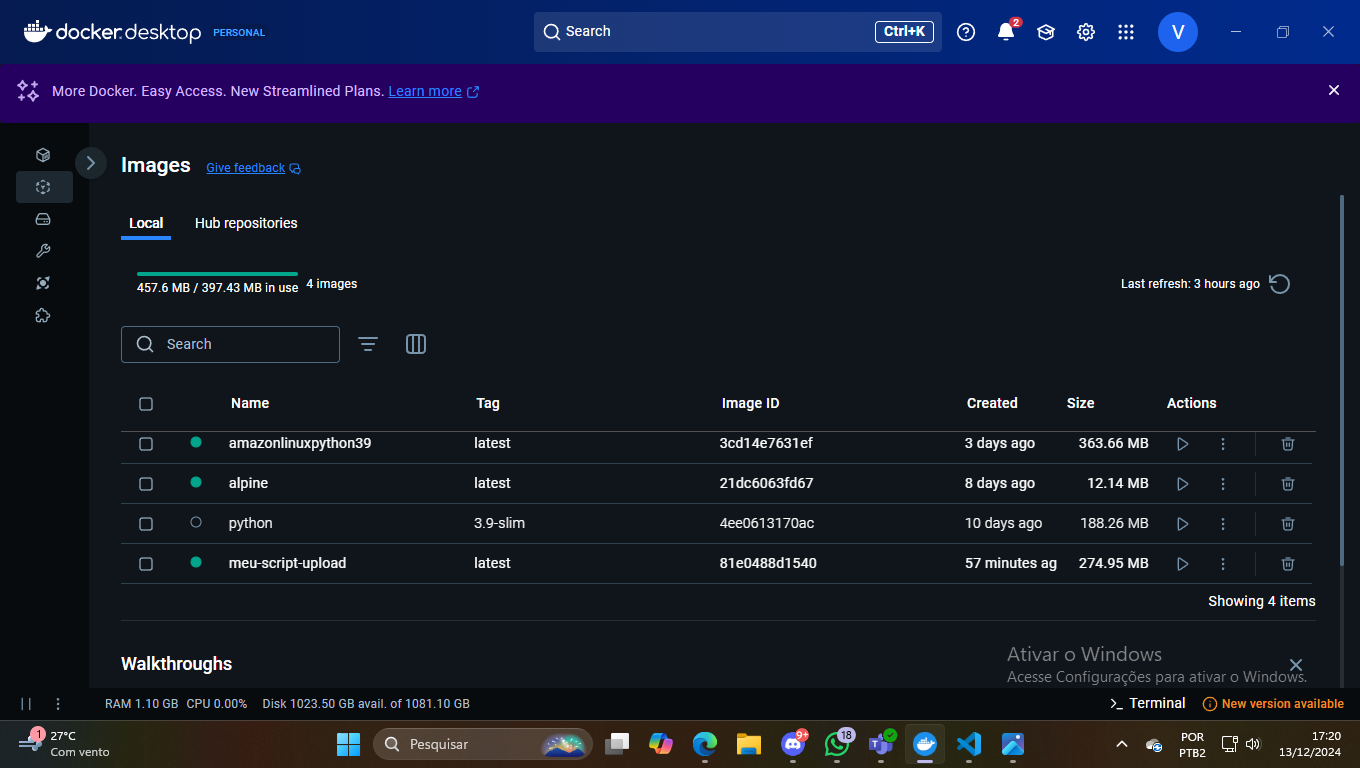 docker desktop PERSONAL
Search Ctrl+K
2
V
More Docker. Easy Access. New Streamlined Plans. Learn more
Images Give feedback
Local Hub repositories
457.6 MB / 397.43 MB in use 4 images
Last refresh: 3 hours ago
Search
Name Tag Image ID Created Size Actions
amazonlinuxpython39 latest 3cd14e7631ef 3 days ago 363.66 MB
alpine latest 21dc6063fd67 8 days ago 12.14 MB
python 3.9-slim 4ee0613170ac 10 days ago 188.26 MB
meu-script-upload latest 81e0488d1540 57 minutes ag 274.95 MB
Showing 4 items
Walkthroughs
Ativar o Windows
Acesse Configurações para ativar o Windows.
RAM 1.10 GB CPU 0.00% Disk 1023.50 GB avail. of 1081.10 GB
Terminal New version available
1
27°C
Com vento
Pesquisar
9+
18
POR
PTB2
17:20
13/12/2024